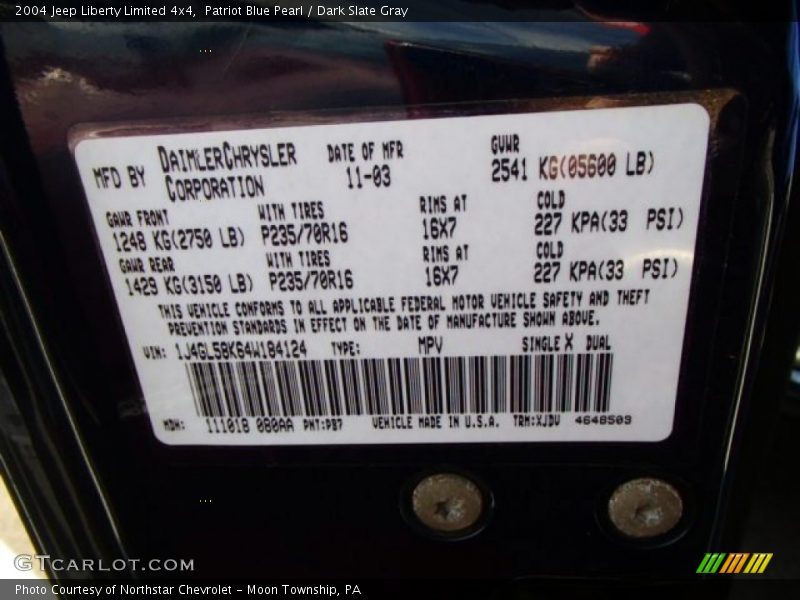 2004 Jeep Liberty Limited 4x4,  Patriot Blue Pearl / Dark Slate Gray
MFD BY DAIMLERCHRYSLER CORPORATION
DATE OF MFR 11-03
GVWR 2541 KG(05600 LB)
GAWR FRONT WITH TIRES RIMS AT COLD
1248 KG(2750 LB) P235/70R16 16X7 227 KPA(33 PSI)
GAWR REAR WITH TIRES RIMS AT COLD
1429 KG(3150 LB) P235/70R16 16X7 227 KPA(33 PSI)
THIS VEHICLE CONFORMS TO ALL APPLICABLE FEDERAL MOTOR VEHICLE SAFETY AND THEFT
PREVENTION STANDARDS IN EFFECT ON THE DATE OF MANUFACTURE SHOWN ABOVE.
VIN: 1J4GL58K64W184124 TYPE: MPV SINGLE X DUAL
MDH: 111018 080AA PNT:PB7 VEHICLE MADE IN U.S.A. TRM:XJDV 4648509
GTCARLOT.COM
Photo Courtesy of Northstar Chevrolet - Moon Township, PA